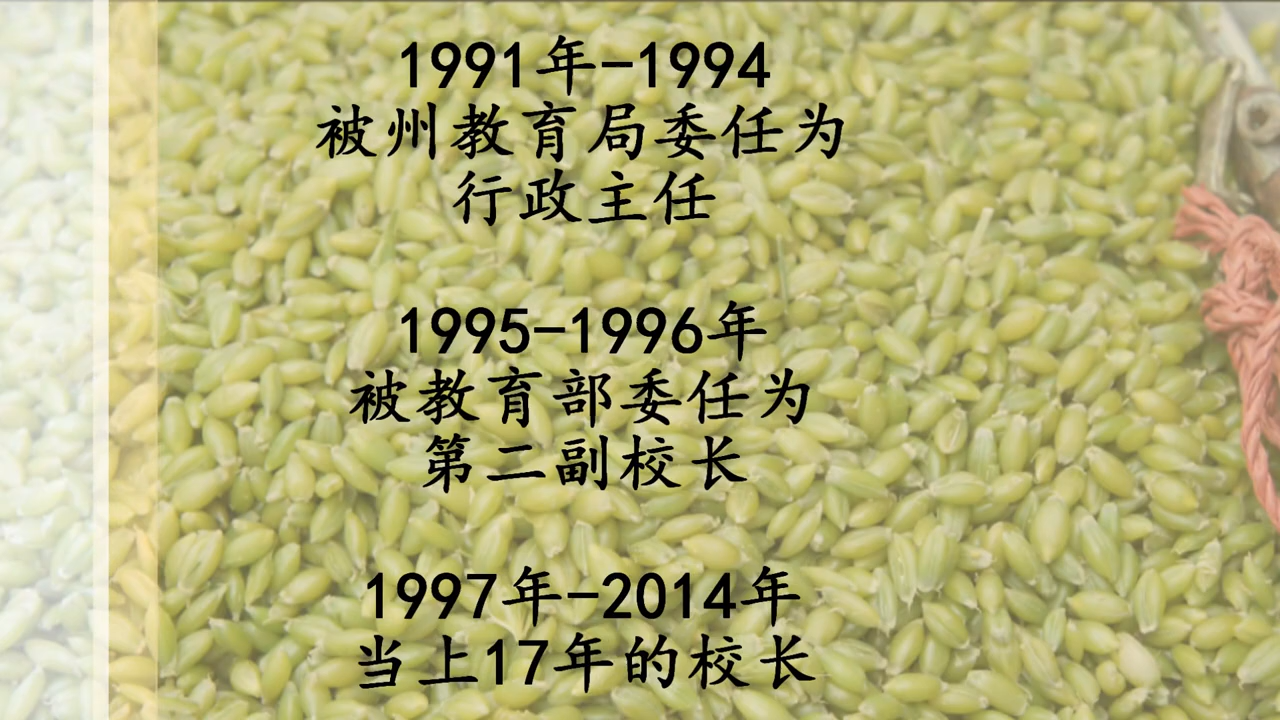 1991年-1994
被州教育局委任为
行政主任
1995-1996年
被教育部委任为
第二副校长
1997年-2014年
当上17年的校长